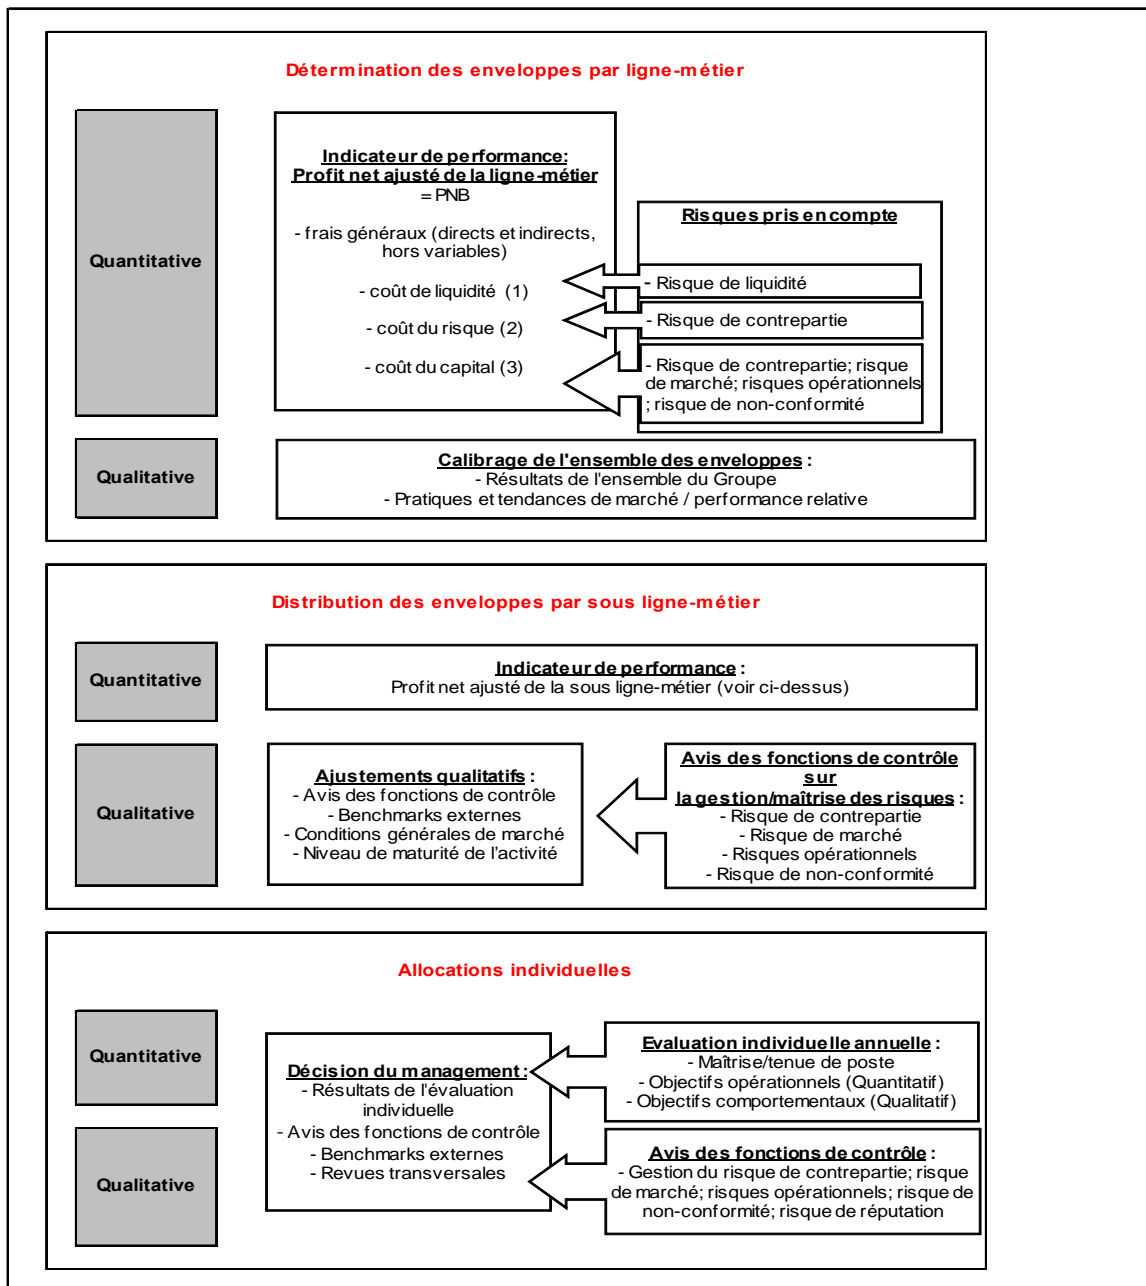 Détermination des enveloppes par ligne-métier
Quantitative
Indicateur de performance:
Profit net ajusté de la ligne-métier
= PNB
- frais généraux (directs et indirects,
hors variables)
- coût de liquidité (1)
- coût du risque (2)
- coût du capital (3)
Risques pris en compte
- Risque de liquidité
- Risque de contrepartie
- Risque de contrepartie; risque
de marché; risques opérationnels
; risque de non-conformité
Qualitative
Calibrage de l'ensemble des enveloppes :
- Résultats de l'ensemble du Groupe
- Pratiques et tendances de marché / performance relative
Distribution des enveloppes par sous ligne-métier
Quantitative
Indicateur de performance :
Profit net ajusté de la sous ligne-métier (voir ci-dessus)
Qualitative
Ajustements qualitatifs :
- Avis des fonctions de contrôle
- Benchmarks externes
- Conditions générales de marché
- Niveau de maturité de l'activité
Avis des fonctions de contrôle
sur
la gestion/maîtrise des risques :
- Risque de contrepartie
- Risque de marché
- Risques opérationnels
- Risque de non-conformité
Allocations individuelles
Quantitative
Qualitative
Décision du management :
- Résultats de l'évaluation
individuelle
- Avis des fonctions de contrôle
- Benchmarks externes
- Revues transversales
Evaluation individuelle annuelle :
- Maîtrise/tenue de poste
- Objectifs opérationnels (Quantitatif)
- Objectifs comportementaux (Qualitatif)
Avis des fonctions de contrôle :
- Gestion du risque de contrepartie; risque
de marché; risques opérationnels; risque de
non-conformité; risque de réputation